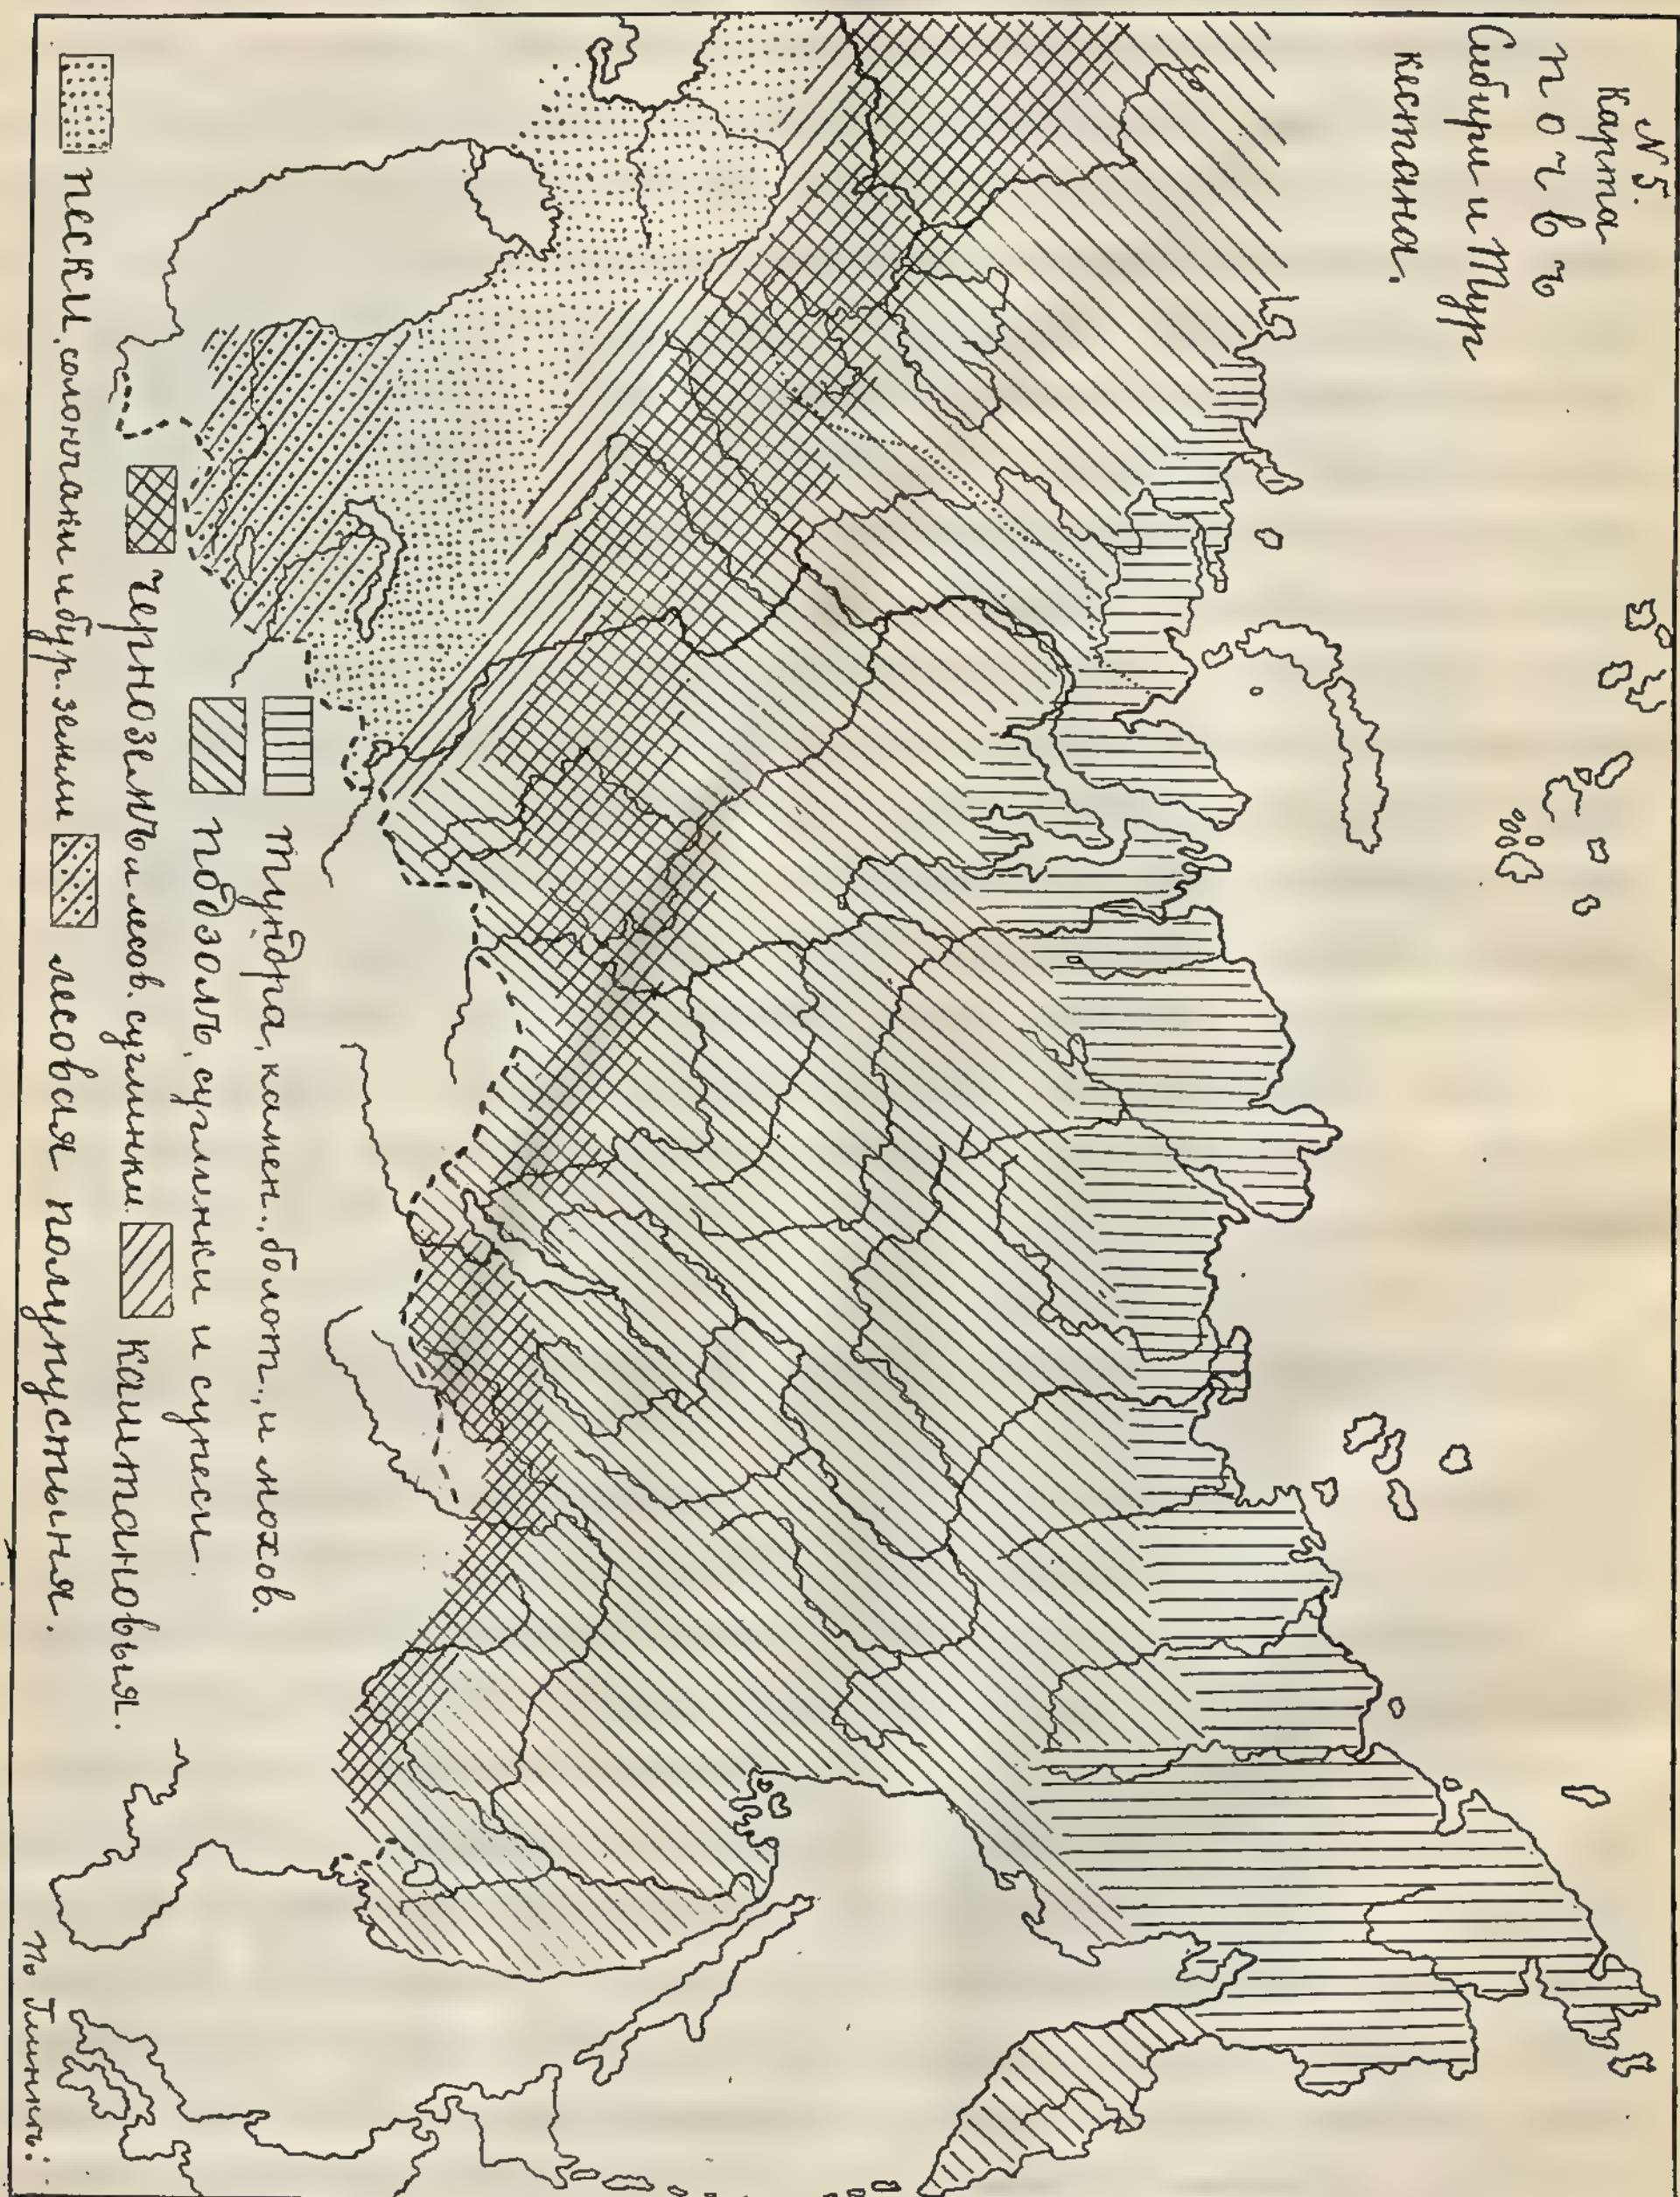 № 5.
Карта
почвъ
Сибири и Тур
кестана.
тундра, камен., болот., и мохов.
подзолъ, суглинки и супеси.
черноземъ и лесов. суглинки.
каштановыя.
пески, солончаки и бур. земли
лесовая полупустыня.
По Глинкѣ.